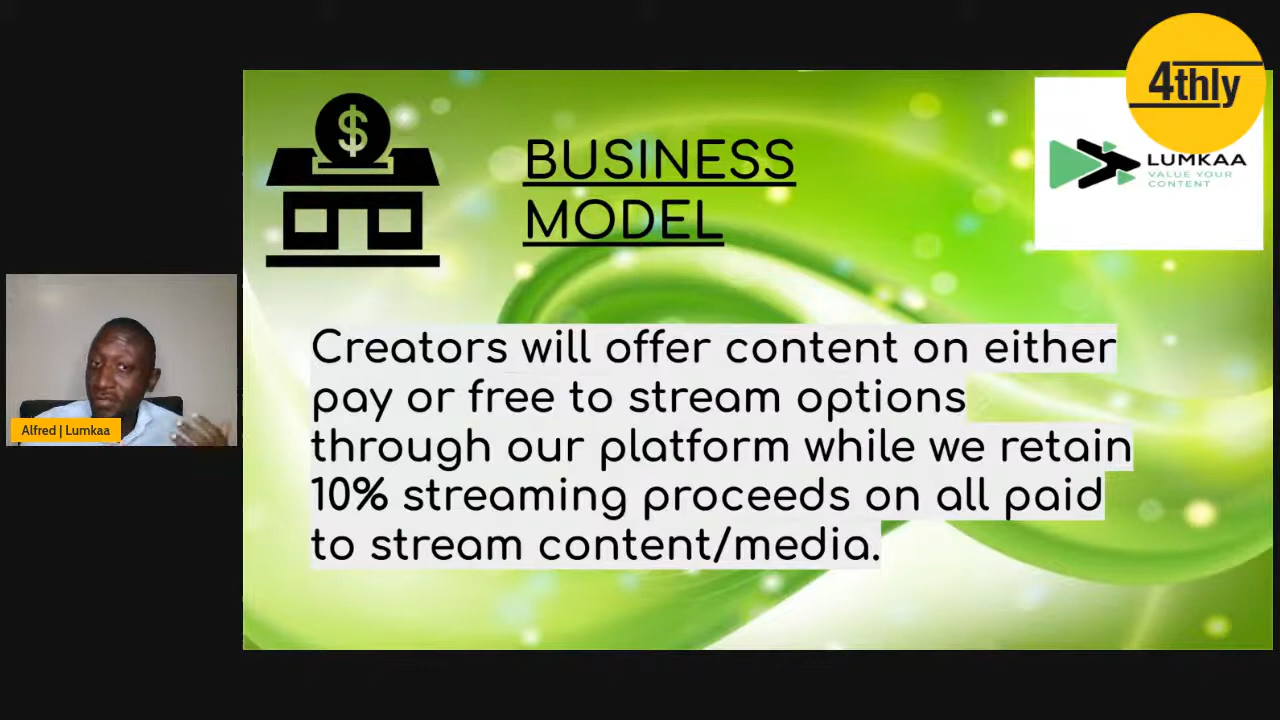 4thly
$
BUSINESS
MODEL
LUMKAA
VALUE YOUR
CONTENT
Creators will offer content on either
pay or free to stream options
through our platform while we retain
10% streaming proceeds on all paid
to stream content/media.
Alfred | Lumkaa